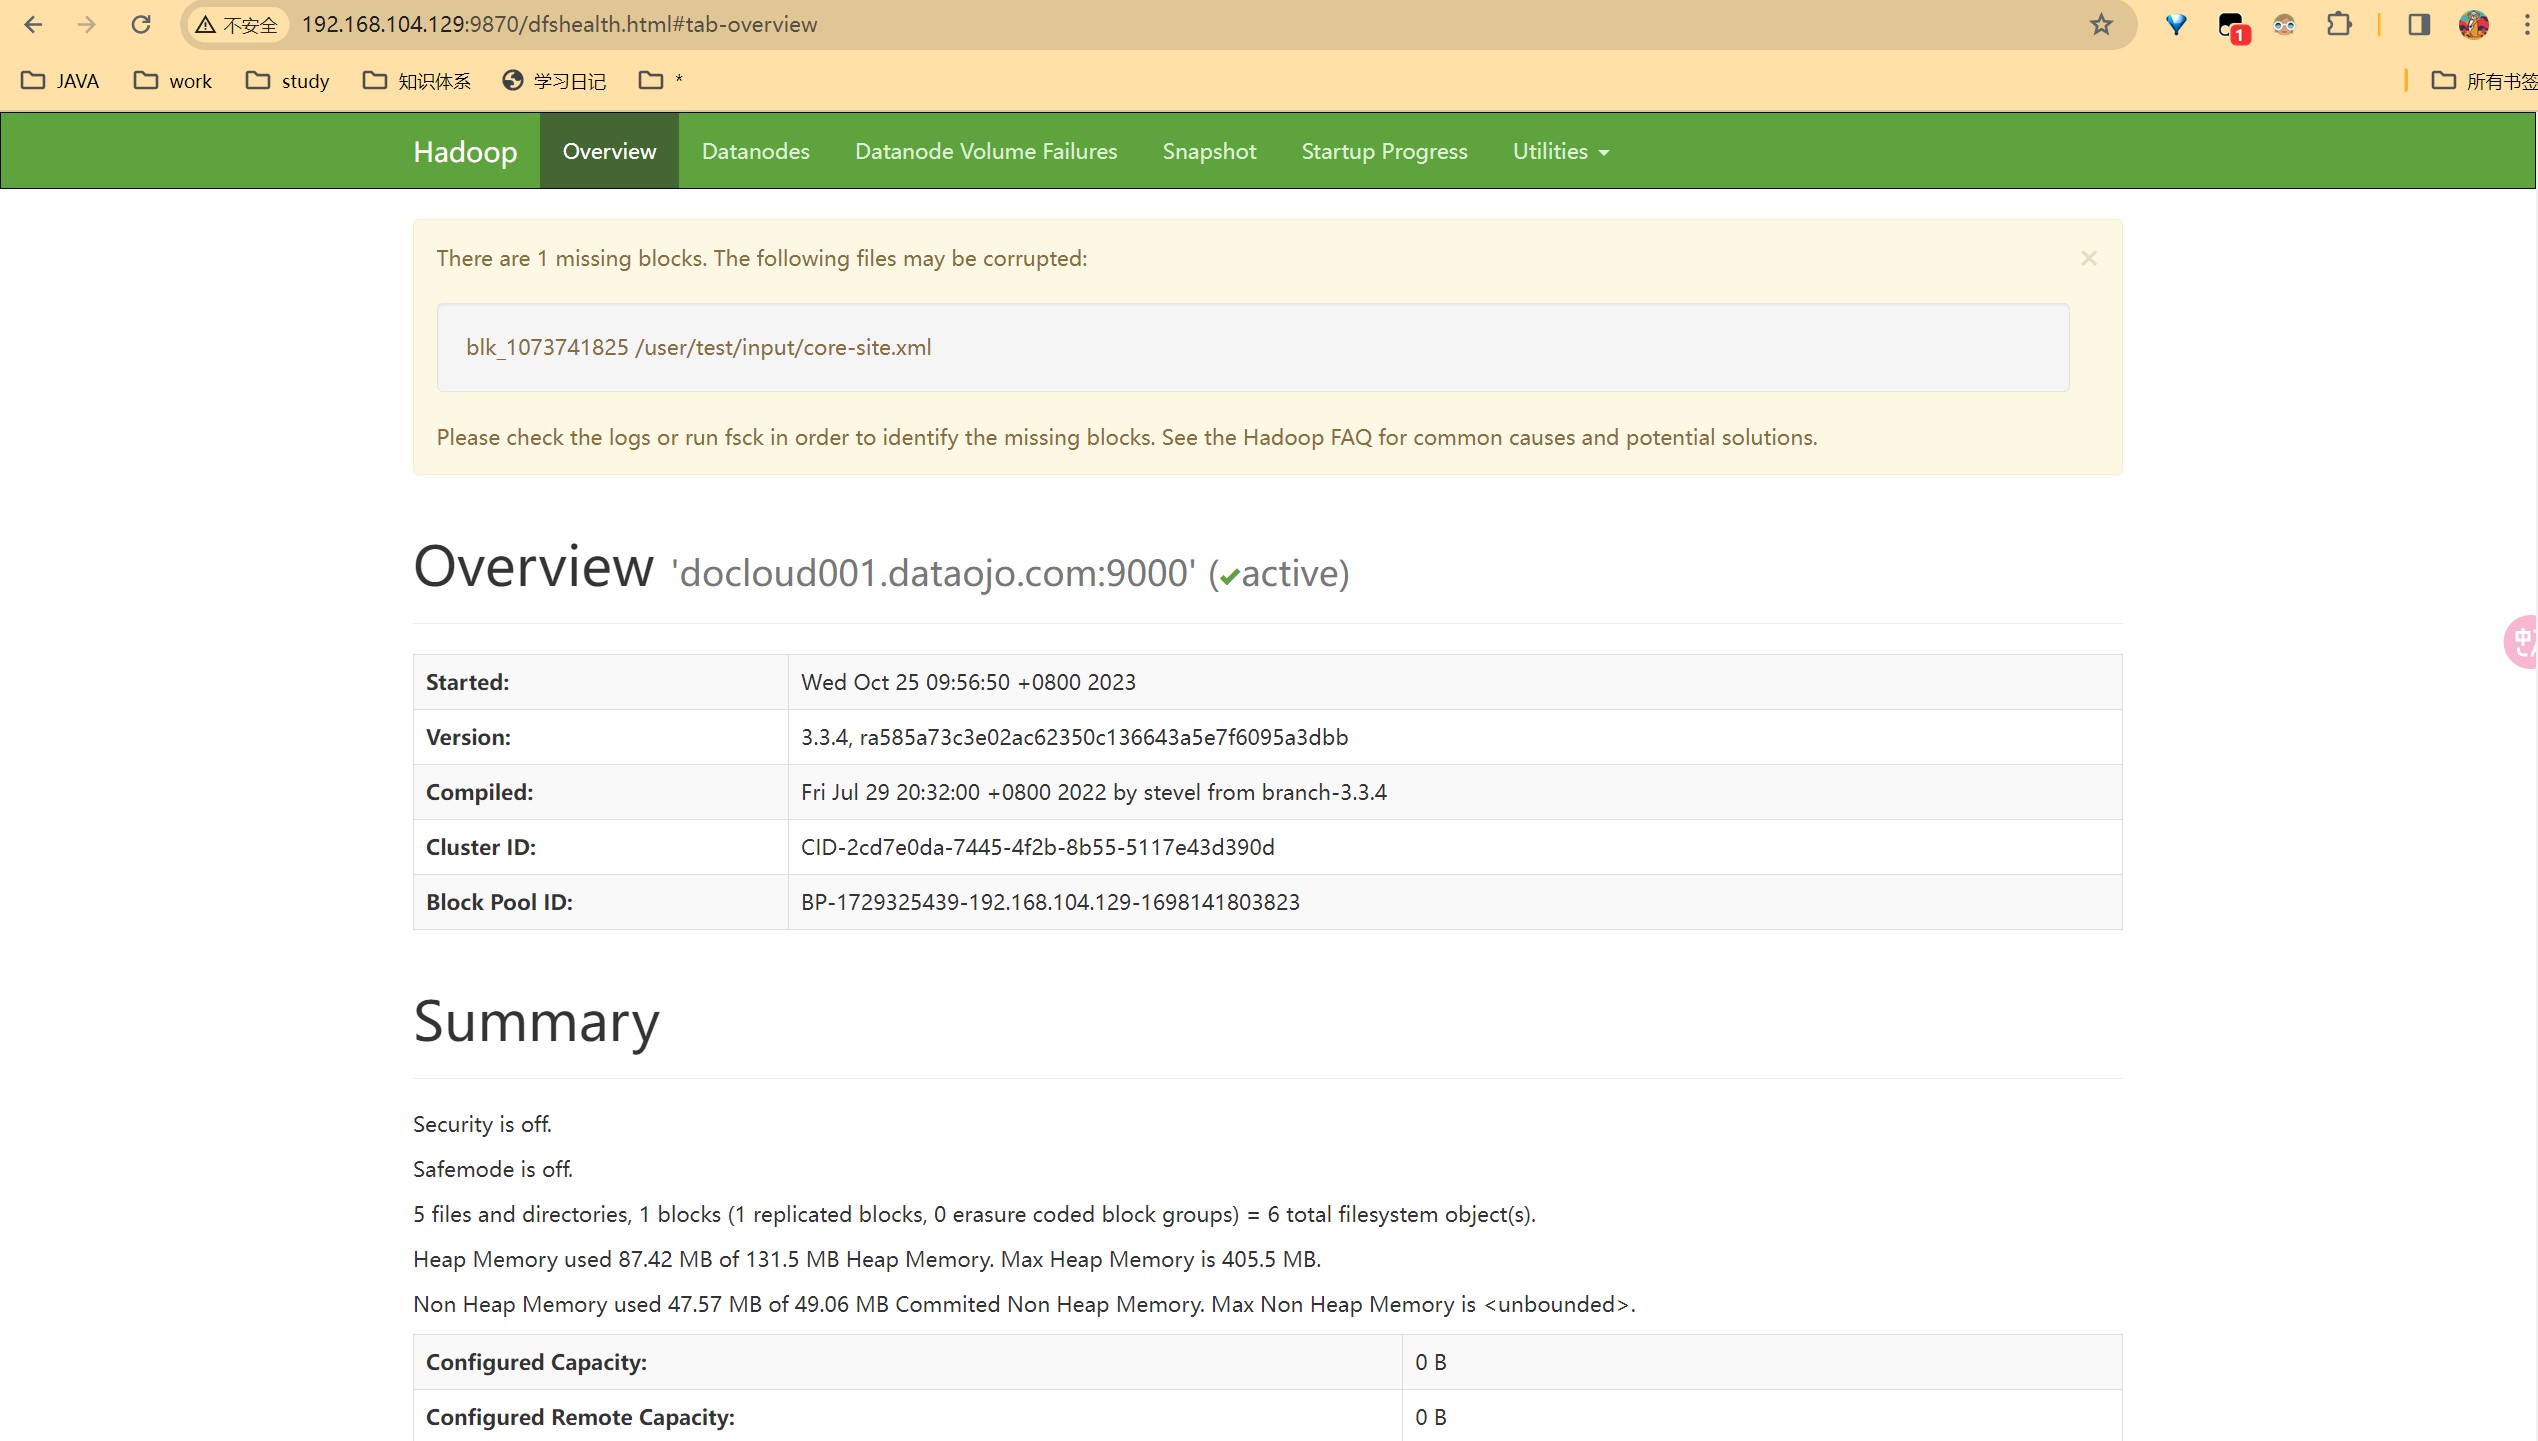 不安全 192.168.104.129:9870/dfshealth.html#tab-overview 1
JAVA work study 知识体系 学习日记 * 所有书签
Hadoop Overview Datanodes Datanode Volume Failures Snapshot Startup Progress Utilities
There are 1 missing blocks. The following files may be corrupted: ×
blk_1073741825 /user/test/input/core-site.xml
Please check the logs or run fsck in order to identify the missing blocks. See the Hadoop FAQ for common causes and potential solutions.
Overview 'docloud001.dataojo.com:9000' (✔active)
中
Started: Wed Oct 25 09:56:50 +0800 2023
Version: 3.3.4, ra585a73c3e02ac62350c136643a5e7f6095a3dbb
Compiled: Fri Jul 29 20:32:00 +0800 2022 by stevel from branch-3.3.4
Cluster ID: CID-2cd7e0da-7445-4f2b-8b55-5117e43d390d
Block Pool ID: BP-1729325439-192.168.104.129-1698141803823
Summary
Security is off.
Safemode is off.
5 files and directories, 1 blocks (1 replicated blocks, 0 erasure coded block groups) = 6 total filesystem object(s).
Heap Memory used 87.42 MB of 131.5 MB Heap Memory. Max Heap Memory is 405.5 MB.
Non Heap Memory used 47.57 MB of 49.06 MB Commited Non Heap Memory. Max Non Heap Memory is <unbounded>.
Configured Capacity: 0 B
Configured Remote Capacity: 0 B